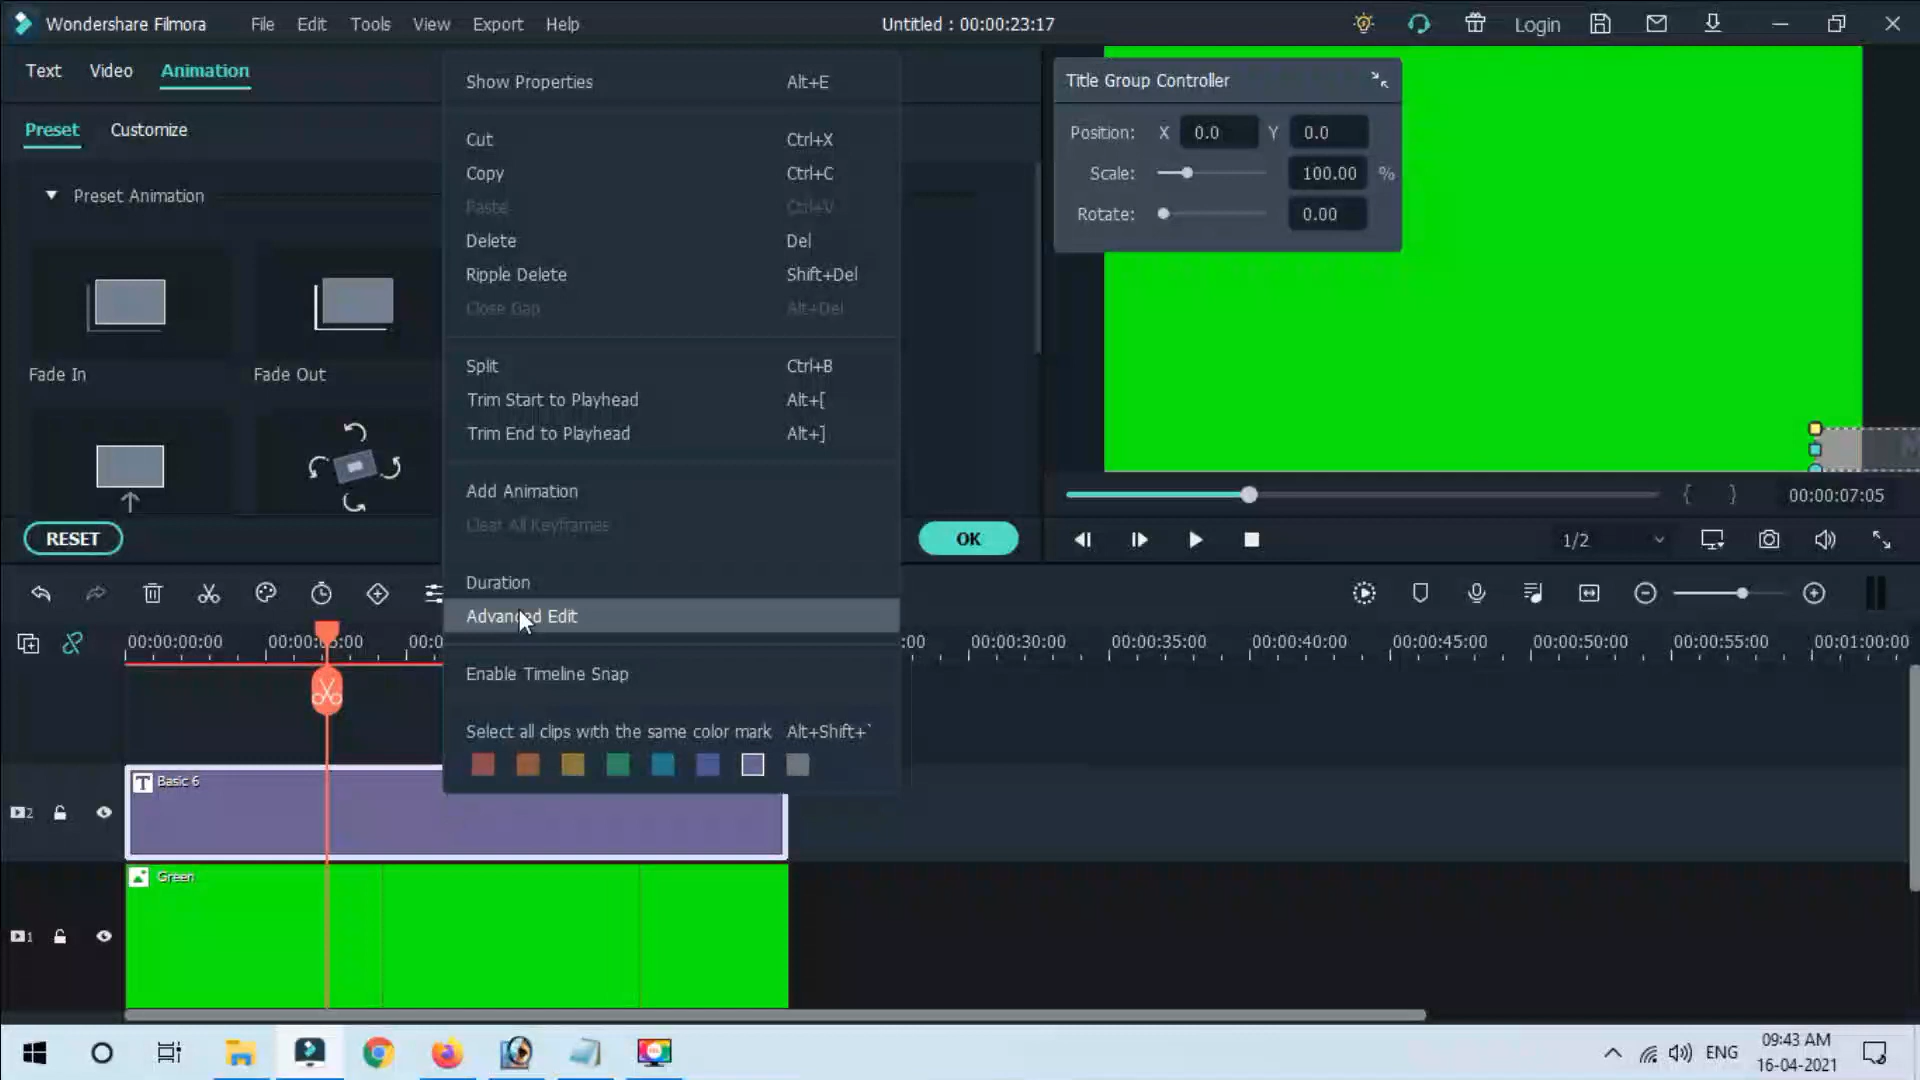 Wondershare Filmora File Edit Tools View Export Help Untitled : 00:00:23:17 Login
Text Video Animation
Preset Customize
Preset Animation
Fade In Fade Out
RESET OK
Show Properties Alt+E
Cut Ctrl+X
Copy Ctrl+C
Paste Ctrl+V
Delete Del
Ripple Delete Shift+Del
Close Gap Alt+Del
Split Ctrl+B
Trim Start to Playhead Alt+[
Trim End to Playhead Alt+]
Add Animation
Clear All Keyframes
Duration
Advanced Edit
Enable Timeline Snap
Select all clips with the same color mark Alt+Shift+`
Title Group Controller
Position: X 0.0 Y 0.0
Scale: 100.00 %
Rotate: 0.00
{ } 00:00:07:05
1/2
00:00:00:00 00:00:05:00 00:00:30:00 00:00:35:00 00:00:40:00 00:00:45:00 00:00:50:00 00:00:55:00 00:01:00:00
T Basic 6
2
Green
1
ENG 09:43 AM
16-04-2021